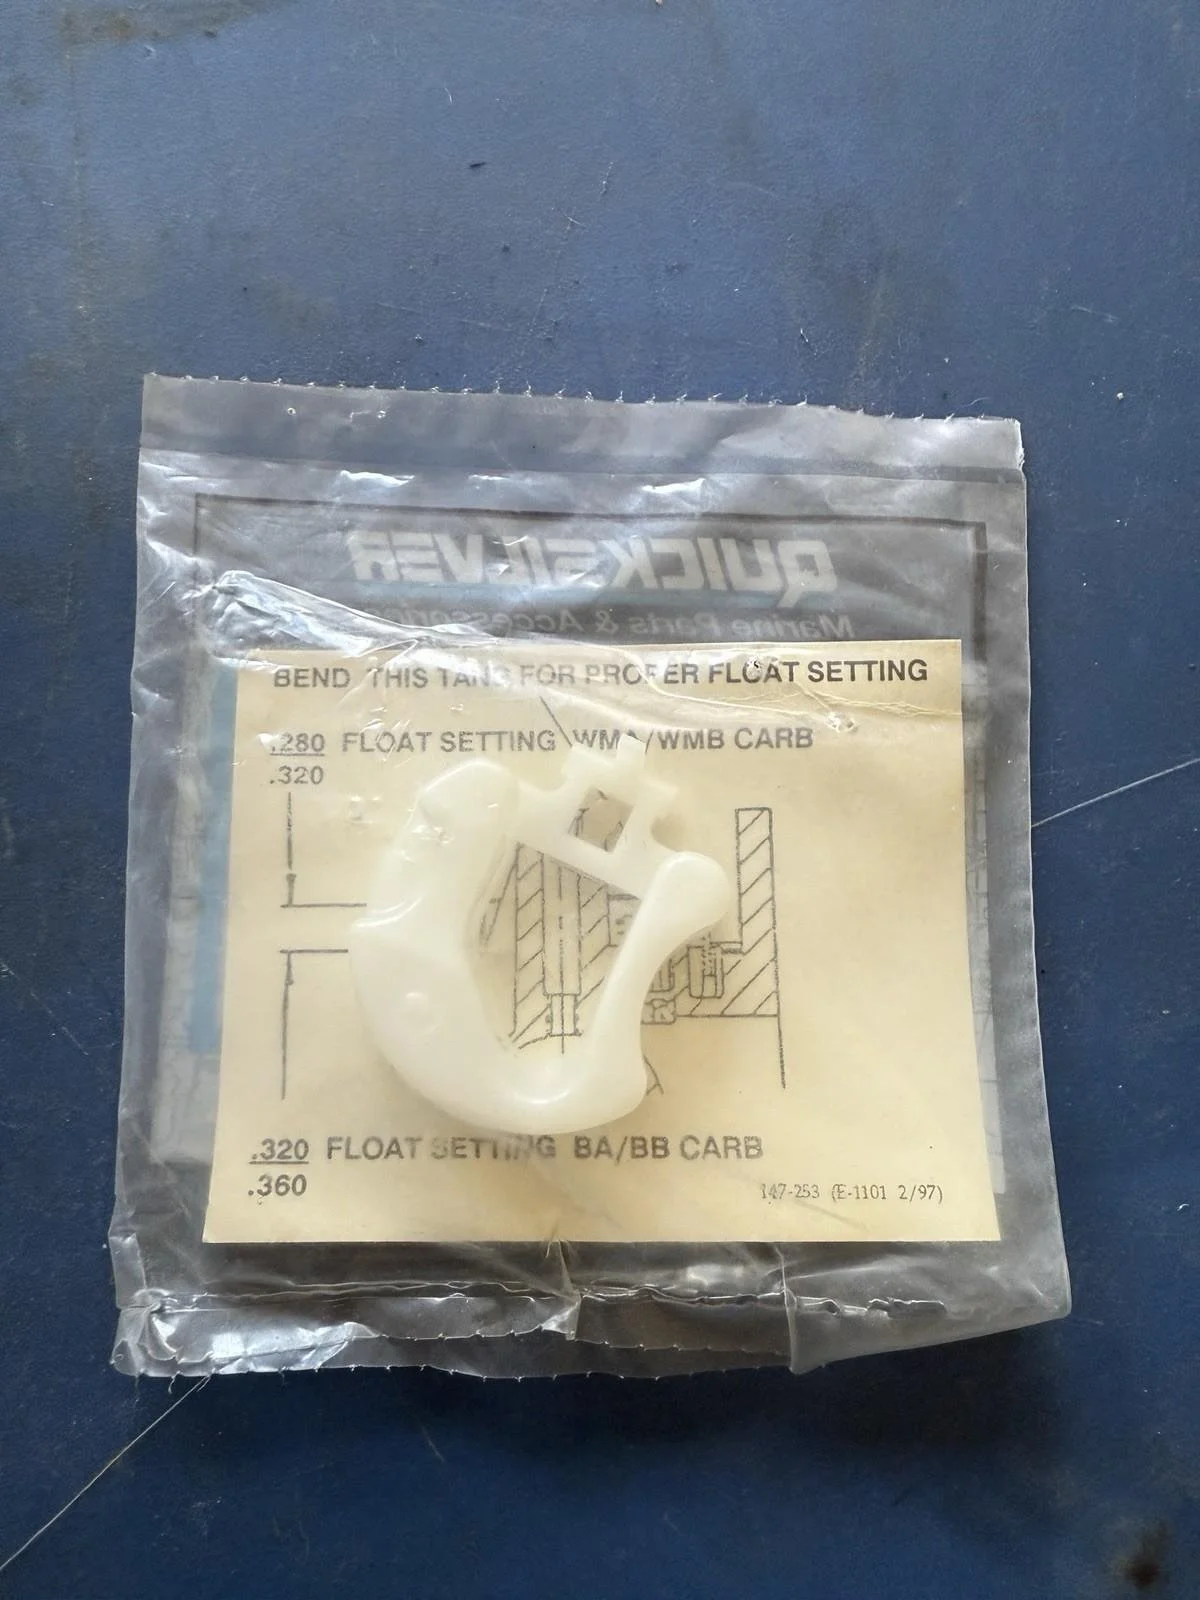 QUICKSILVER
Marine Parts & Accessories
BEND THIS TANG FOR PROPER FLOAT SETTING
.280 FLOAT SETTING WMA/WMB CARB
.320
.320 FLOAT SETTING BA/BB CARB
.360
147-253 (E-1101 2/97)